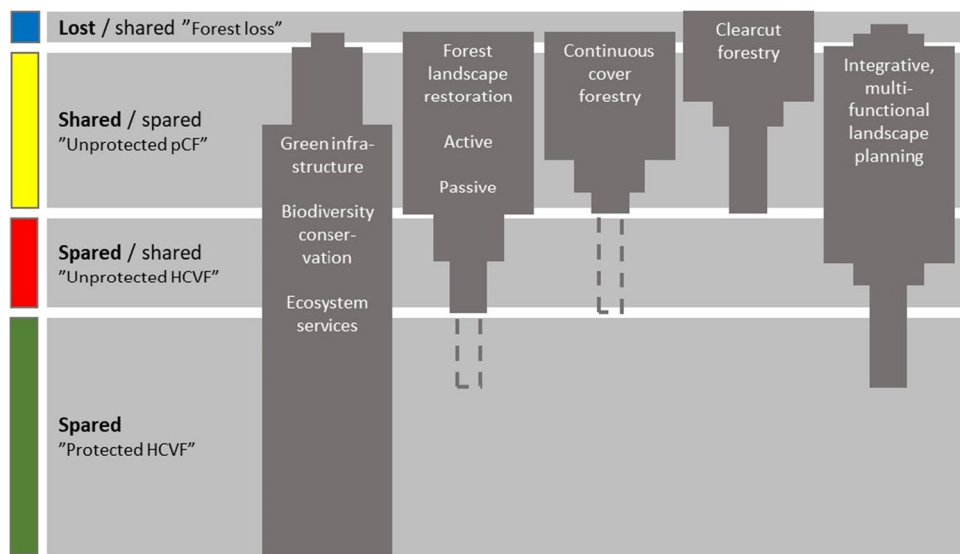 Lost / shared ”Forest loss”
Shared / spared
”Unprotected pCF”
Spared / shared
”Unprotected HCVF”
Spared
”Protected HCVF”
Green infra-
structure
Biodiversity
conser-
vation
Ecosystem
services
Forest
landscape
restoration
Active
Passive
Continuous
cover
forestry
Clearcut
forestry
Integrative,
multi-
functional
landscape
planning